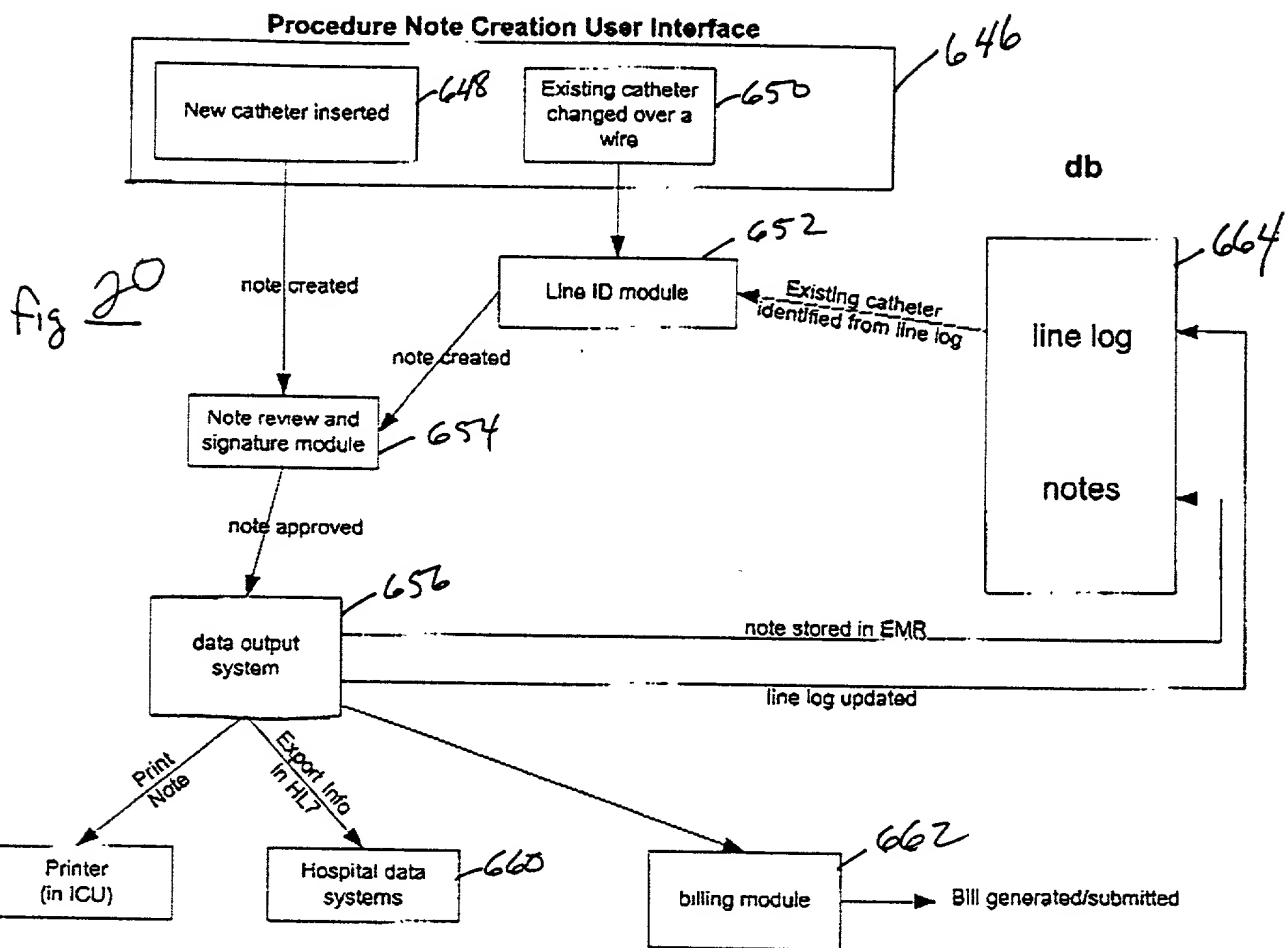 Procedure Note Creation User Interface
646
New catheter inserted
648
Existing catheter
changed over a
wire
650
db
652
664
fig 20
note created
Line ID module
Existing catheter
identified from line log
line log
note created
Note review and
signature module
654
notes
note approved
656
data output
system
note stored in EMR
line log updated
Print
Note
Export Info
in HL7
662
Printer
(in ICU)
Hospital data
systems
660
billing module
Bill generated/submitted